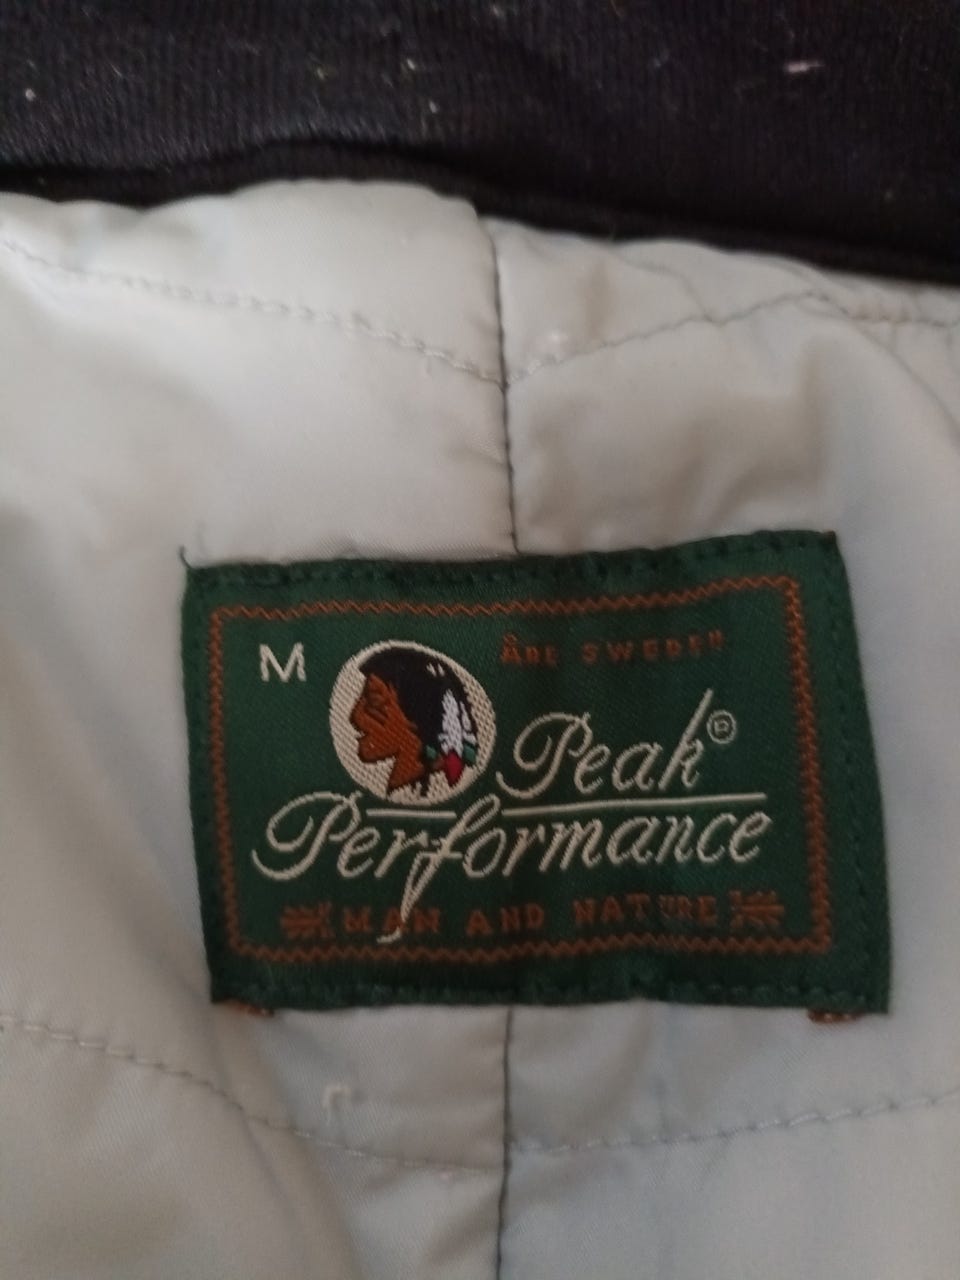 M
ÅRE SWEDEN
Peak®
Performance
MAN AND NATURE